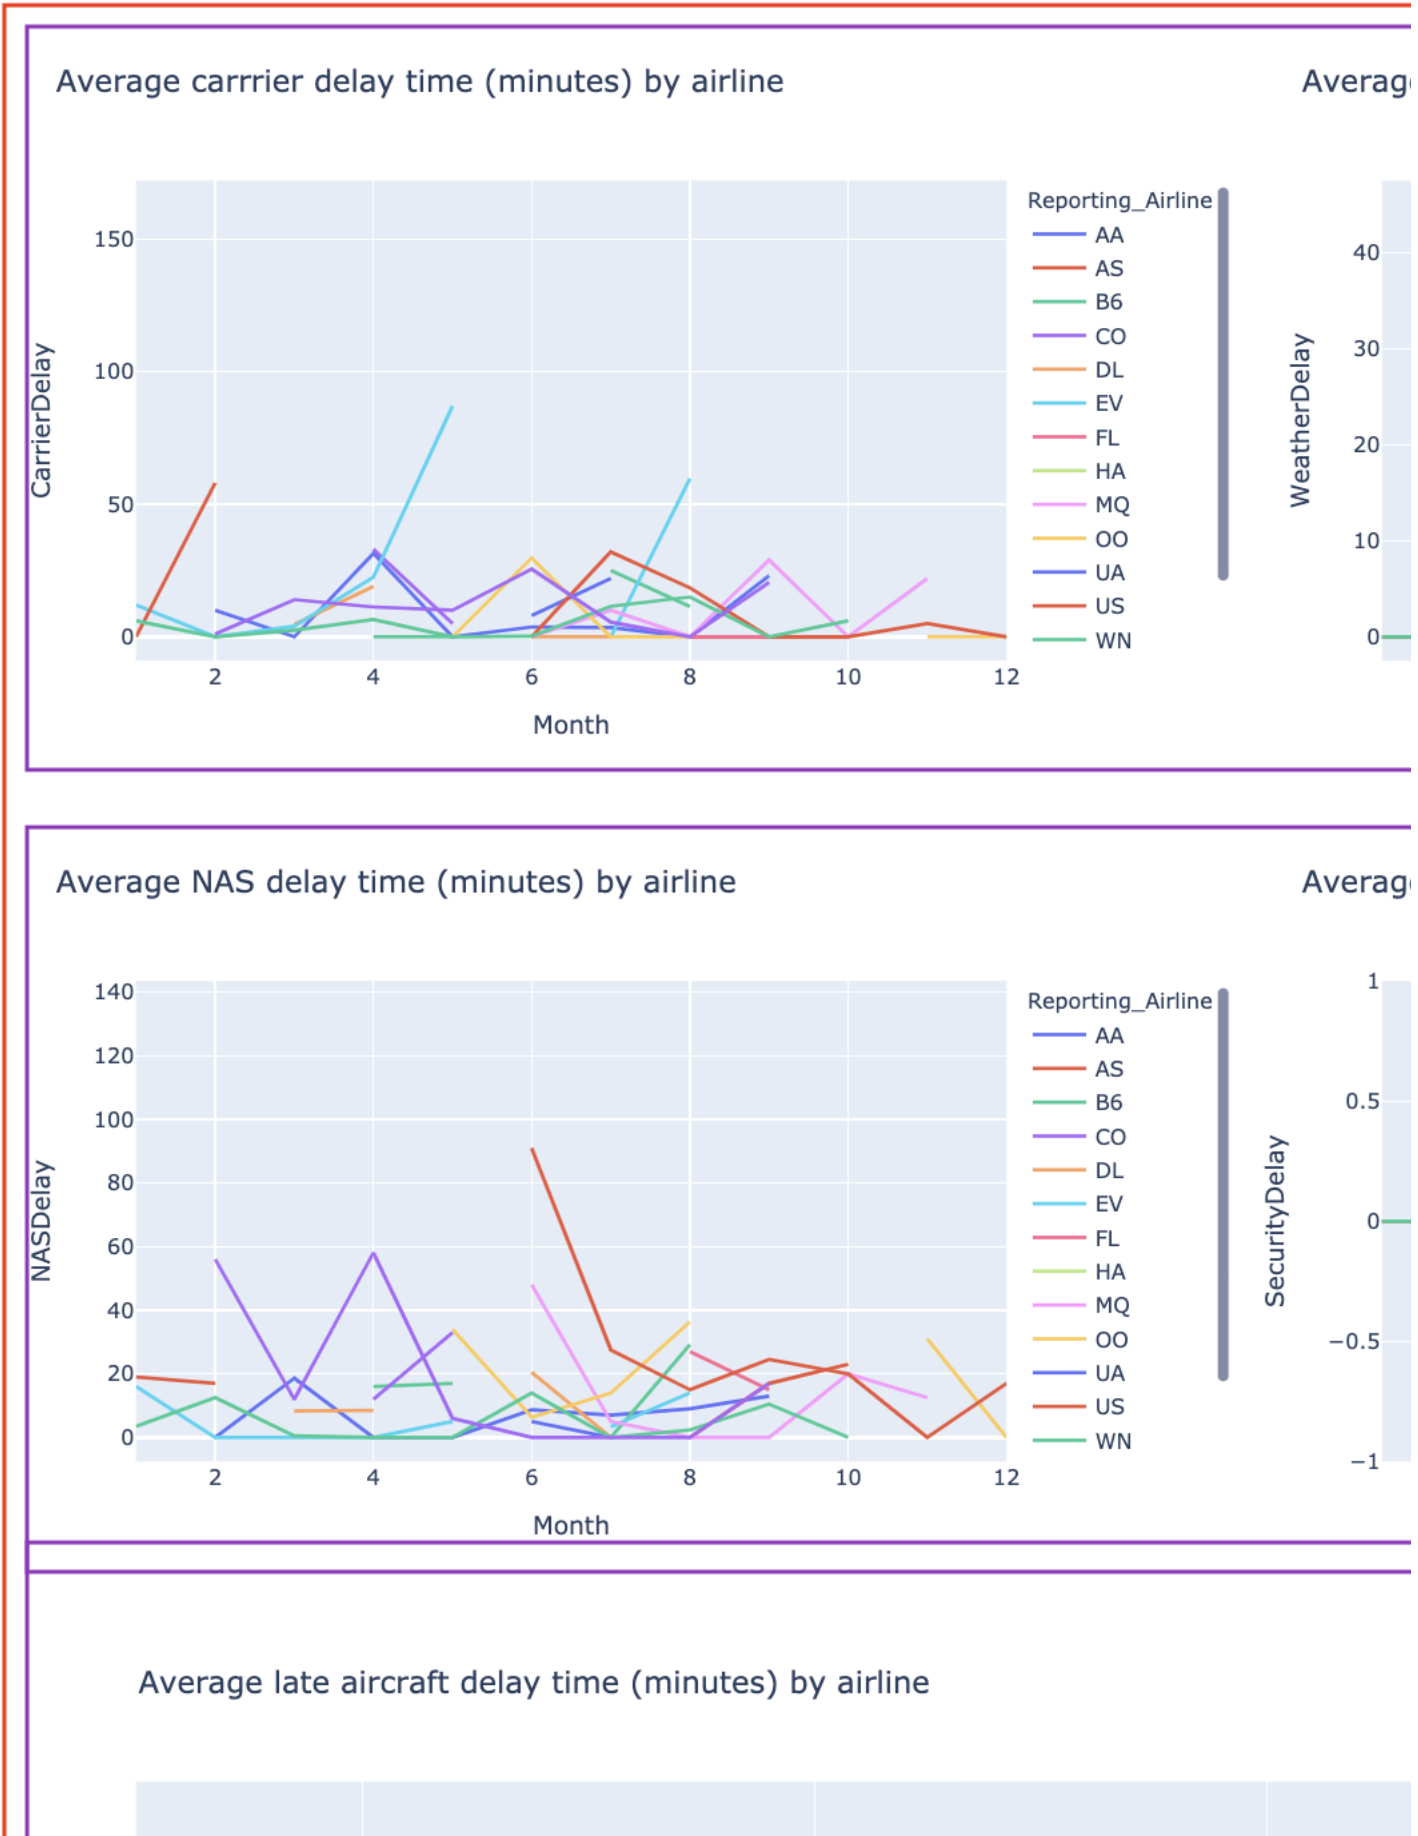 Average carrrier delay time (minutes) by airline
Averag
CarrierDelay
150
100
50
0
2
4
6
8
10
12
Month
Reporting_Airline
AA
AS
B6
CO
DL
EV
FL
HA
MQ
OO
UA
US
WN
WeatherDelay
40
30
20
10
0
Average NAS delay time (minutes) by airline
Averag
NASDelay
140
120
100
80
60
40
20
0
2
4
6
8
10
12
Month
Reporting_Airline
AA
AS
B6
CO
DL
EV
FL
HA
MQ
OO
UA
US
WN
SecurityDelay
1
0.5
0
−0.5
−1
Average late aircraft delay time (minutes) by airline